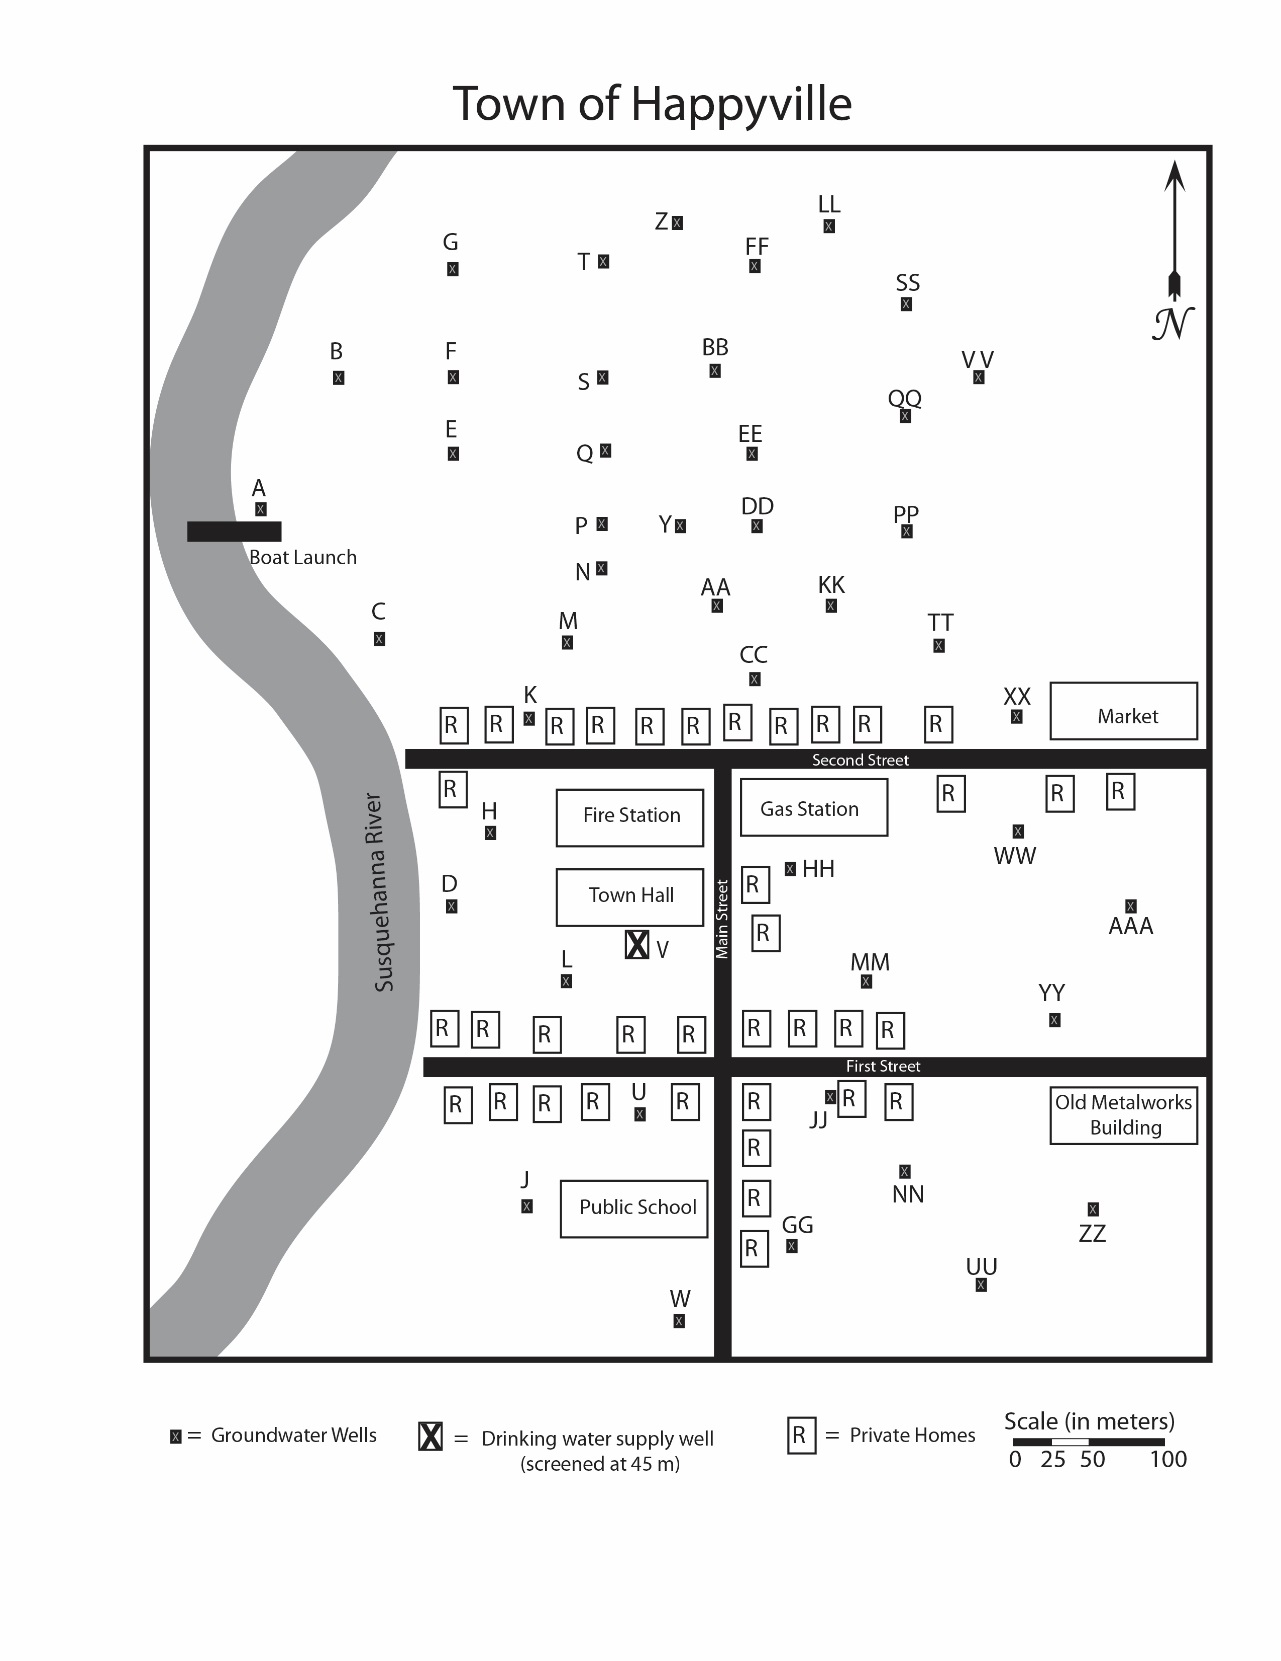 Town of Happyville
LL
Z
G
FF
T
SS
N
B
F
BB
V V
S
QQ
E
EE
Q
A
DD
PP
P
Y
Boat Launch
N
AA
KK
C
M
TT
CC
K
XX
R R R R R R R R R R R
Market
Second Street
R
Fire Station
Gas Station
R R R
H
WW
HH
D
Town Hall
R
Main Street
AAA
Susquehanna River
R
V
L
MM
YY
R R R R R R R R R
First Street
R R R R U R R R R
JJ
Old Metalworks
Building
R
J
NN
Public School
R
GG
ZZ
R
UU
W
= Groundwater Wells
= Drinking water supply well
(screened at 45 m)
R = Private Homes
Scale (in meters)
0 25 50 100